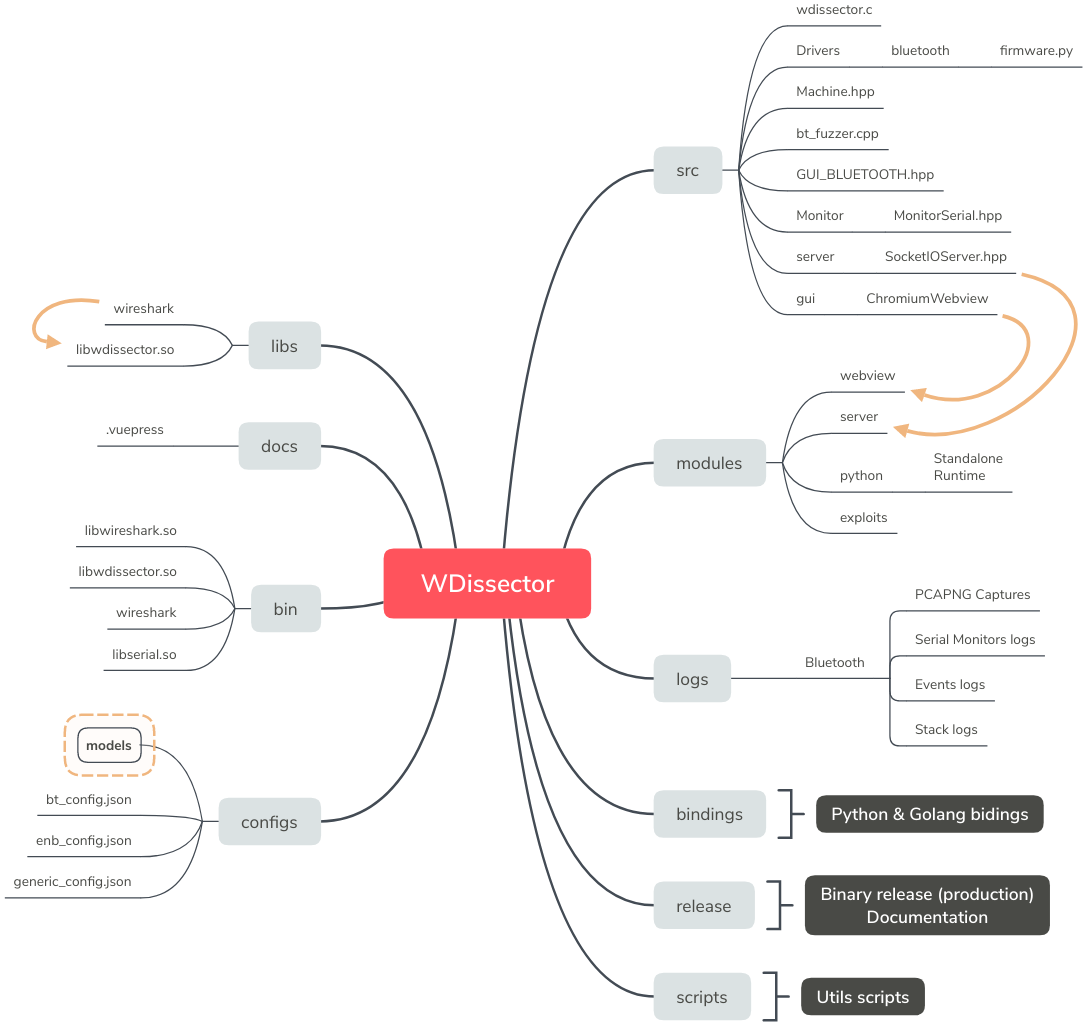 wdissector.c
Drivers bluetooth firmware.py
Machine.hpp
bt_fuzzer.cpp
src
GUI_BLUETOOTH.hpp
Monitor MonitorSerial.hpp
server SocketIOServer.hpp
gui ChromiumWebview
wireshark
libs
libwdissector.so
.vuepress
docs
webview
server
modules
python
Standalone
Runtime
exploits
libwireshark.so
libwdissector.so
bin
wireshark
libserial.so
WDissector
PCAPNG Captures
Serial Monitors logs
logs
Bluetooth
Events logs
Stack logs
models
bt_config.json
configs
enb_config.json
generic_config.json
bindings
Python & Golang bidings
release
Binary release (production)
Documentation
scripts
Utils scripts